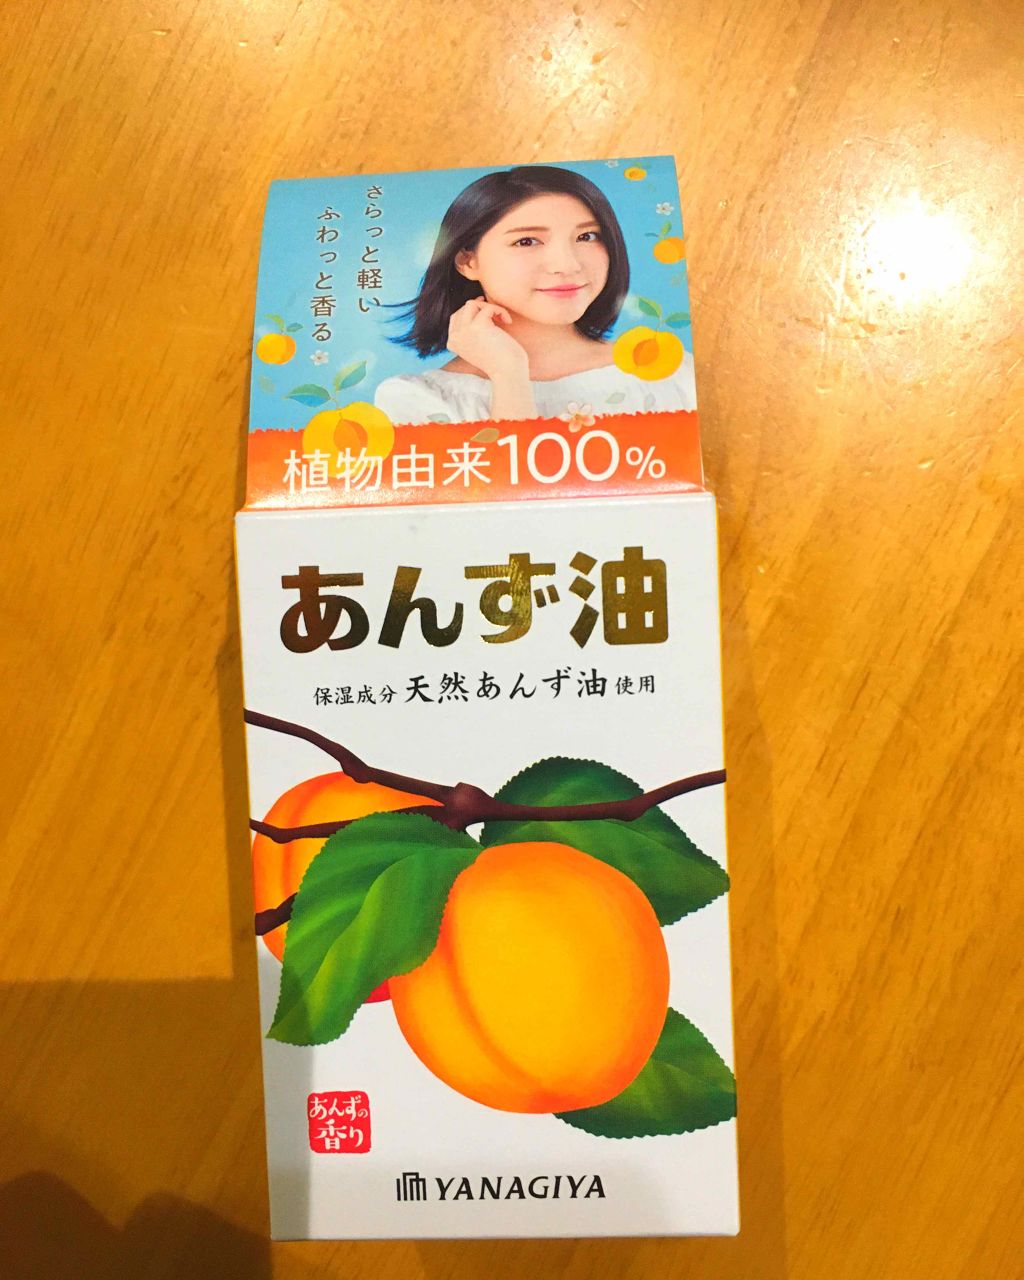 さらっと軽い
ふわっと香る
植物由来100%
あんず油
保湿成分 天然あんず油 使用
あんずの
香り
YANAGIYA